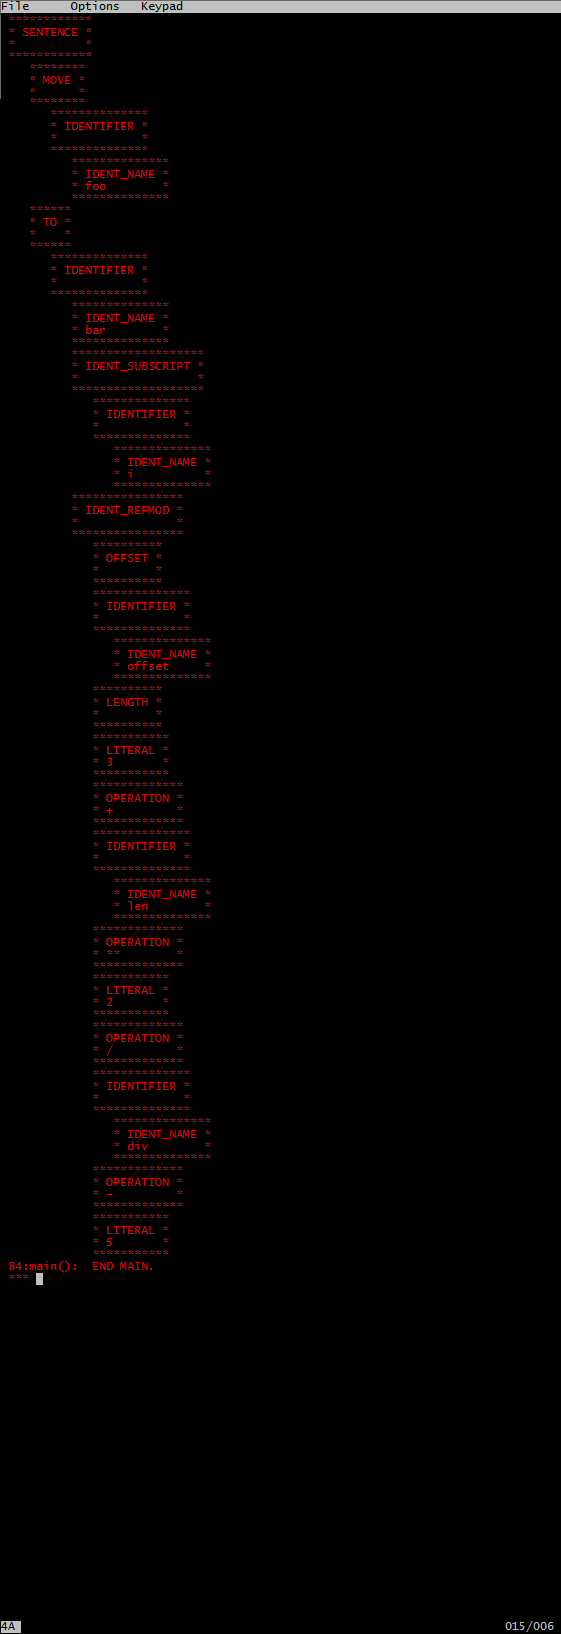 File Options Keypad
************
* SENTENCE *
* *
************
********
* MOVE *
* *
********
**************
* IDENTIFIER *
* *
**************
**************
* IDENT_NAME *
* foo *
**************
******
* TO *
* *
******
**************
* IDENTIFIER *
* *
**************
**************
* IDENT_NAME *
* bar *
**************
*******************
* IDENT_SUBSCRIPT *
* *
*******************
**************
* IDENTIFIER *
* *
**************
**************
* IDENT_NAME *
* i *
**************
****************
* IDENT_REFMOD *
* *
****************
**********
* OFFSET *
* *
**********
**************
* IDENTIFIER *
* *
**************
**************
* IDENT_NAME *
* offset *
**************
**********
* LENGTH *
* *
**********
***********
* LITERAL *
* 3 *
***********
*************
* OPERATION *
* + *
*************
**************
* IDENTIFIER *
* *
**************
**************
* IDENT_NAME *
* len *
**************
*************
* OPERATION *
* ** *
*************
***********
* LITERAL *
* 2 *
***********
*************
* OPERATION *
* / *
*************
**************
* IDENTIFIER *
* *
**************
**************
* IDENT_NAME *
* div *
**************
*************
* OPERATION *
* - *
*************
***********
* LITERAL *
* 5 *
***********
84:main(): END MAIN.
***
4A 015/006